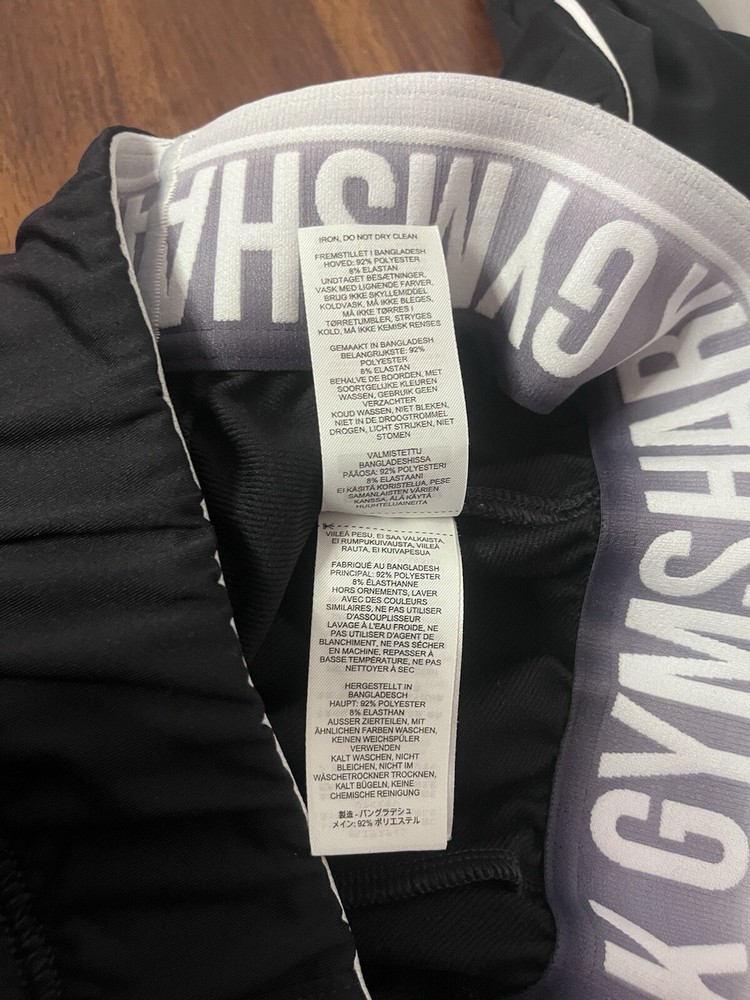 GYMSHA
IRON, DO NOT DRY CLEAN
FREMSTILLET I BANGLADESH
HOVED: 92% POLYESTER
8% ELASTAN
UNDTAGET BESÆTNINGER,
VASK MED LIGNENDE FARVER,
BRUG IKKE SKYLLEMIDDEL
KOLDVASK, MÅ IKKE BLEGES,
MÅ IKKE TØRRES I
TØRRETUMBLER, STRYGES
KOLD, MÅ IKKE KEMISK RENSES
GEMAAKT IN BANGLADESH
BELANGRIJKSTE: 92%
POLYESTER
8% ELASTAN
BEHALVE DE BOORDEN, MET
SOORTGELIJKE KLEUREN
WASSEN, GEBRUIK GEEN
VERZACHTER
KOUD WASSEN, NIET BLEKEN,
NIET IN DE DROOGTROMMEL
DROGEN, LICHT STRIJKEN, NIET
STOMEN
VALMISTETTU
BANGLADESHISSA
PÄÄOSA: 92% POLYESTERI
8% ELASTAANI
EI KÄSITÄ KORISTELUA, PESE
SAMANLAISTEN VÄRIEN
KANSSA, ÄLÄ KÄYTÄ
HUUHTELUAINEITA
VIILEÄ PESU, EI SAA VALKAISTA,
EI RUMPUKUIVAUSTA, VIILEÄ
RAUTA, EI KUIVAPESUA
FABRIQUÉ AU BANGLADESH
PRINCIPAL: 92% POLYESTER
8% ÉLASTHANNE
HORS ORNEMENTS, LAVER
AVEC DES COULEURS
SIMILAIRES, NE PAS UTILISER
D'ASSOUPLISSEUR
LAVAGE À L'EAU FROIDE, NE
PAS UTILISER D'AGENT DE
BLANCHIMENT, NE PAS SÉCHER
EN MACHINE, REPASSER À
BASSE TEMPÉRATURE, NE PAS
NETTOYER À SEC
HERGESTELLT IN
BANGLADESCH
HAUPT: 92% POLYESTER
8% ELASTHAN
AUSSER ZIERTEILEN, MIT
ÄHNLICHEN FARBEN WASCHEN,
KEINEN WEICHSPÜLER
VERWENDEN
KALT WASCHEN, NICHT
BLEICHEN, NICHT IM
WÄSCHETROCKNER TROCKNEN,
KALT BÜGELN, KEINE
CHEMISCHE REINIGUNG
製造 - バングラデシュ
メイン: 92% ポリエステル
K GYMSHAR